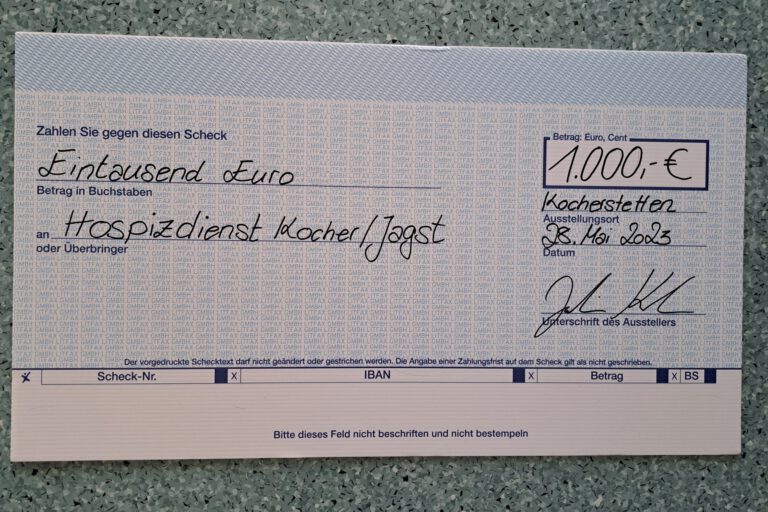 Zahlen Sie gegen diesen Scheck
Betrag: Euro, Cent
Eintausend Euro
1.000,-€
Betrag in Buchstaben
Kocherstetten
Ausstellungsort
an Hospizdienst Kocher/Jagst
oder Überbringer
28. Mai 2023
Datum
Unterschrift des Ausstellers
Der vorgedruckte Schecktext darf nicht geändert oder gestrichen werden. Die Angabe einer Zahlungsfrist auf dem Scheck gilt als nicht geschrieben.
x Scheck-Nr. X IBAN X Betrag X BS
Bitte dieses Feld nicht beschriften und nicht bestempeln